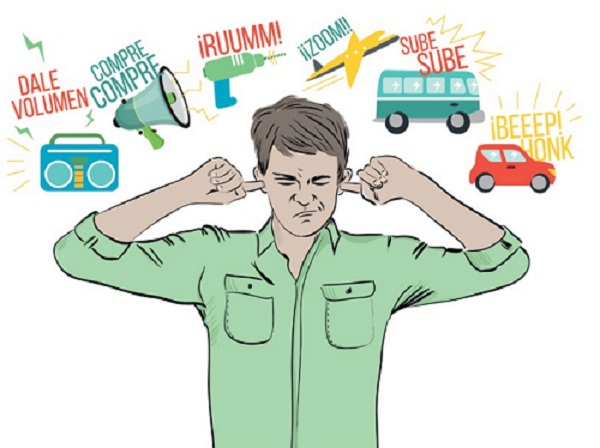 DALE
VOLUMEN
COMPRE
COMPRE
¡RUUMM!
¡¡ZOOM!!
SUBE
SUBE
¡BEEEP!
HONK